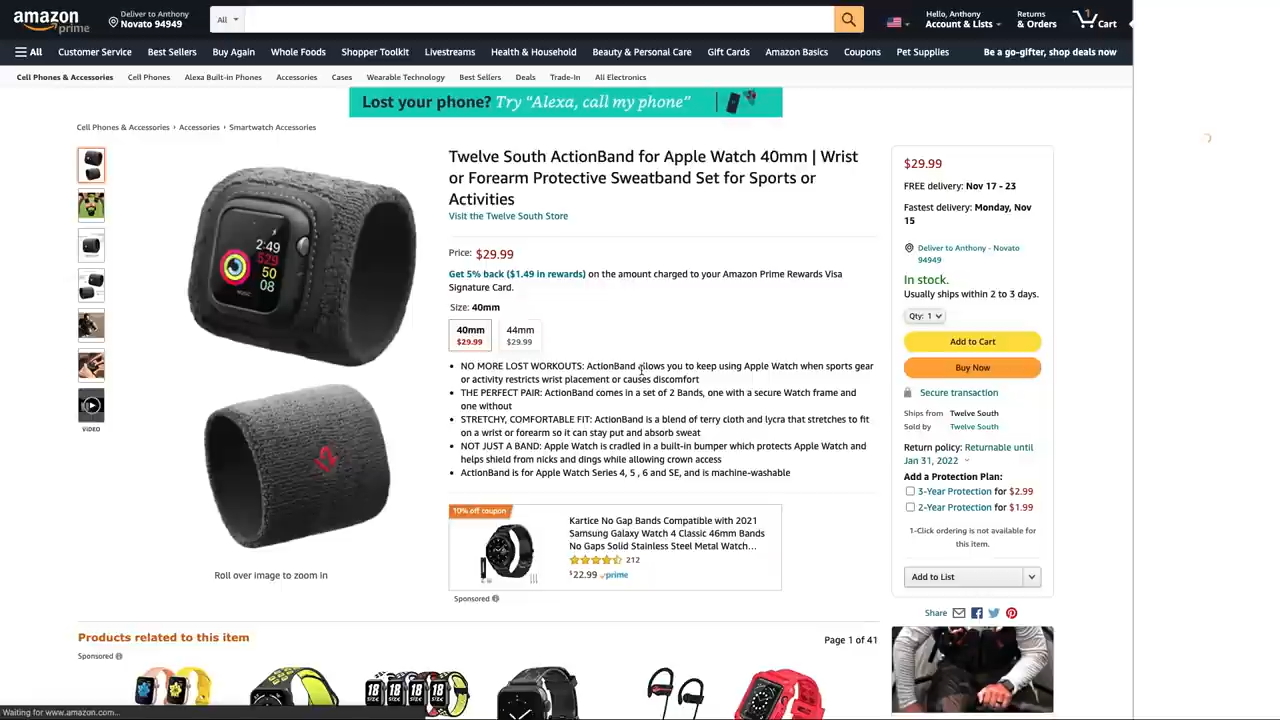 amazon
prime
Deliver to Anthony
Novato 94949
All
Hello, Anthony
Account & Lists
Returns
& Orders
1
Cart
All
Customer Service
Best Sellers
Buy Again
Whole Foods
Shopper Toolkit
Livestreams
Health & Household
Beauty & Personal Care
Gift Cards
Amazon Basics
Coupons
Pet Supplies
Be a go-gifter, shop deals now
Cell Phones & Accessories
Cell Phones
Alexa Built-in Phones
Accessories
Cases
Wearable Technology
Best Sellers
Deals
Trade-In
All Electronics
Lost your phone? Try “Alexa, call my phone”
Cell Phones & Accessories › Accessories › Smartwatch Accessories
Twelve South ActionBand for Apple Watch 40mm | Wrist
or Forearm Protective Sweatband Set for Sports or
Activities
Visit the Twelve South Store
Price: $29.99
Get 5% back ($1.49 in rewards) on the amount charged to your Amazon Prime Rewards Visa
Signature Card.
Size: 40mm
40mm
$29.99
44mm
$29.99
• NO MORE LOST WORKOUTS: ActionBand allows you to keep using Apple Watch when sports gear
or activity restricts wrist placement or causes discomfort
• THE PERFECT PAIR: ActionBand comes in a set of 2 Bands, one with a secure Watch frame and
one without
• STRETCHY, COMFORTABLE FIT: ActionBand is a blend of terry cloth and lycra that stretches to fit
on a wrist or forearm so it can stay put and absorb sweat
• NOT JUST A BAND: Apple Watch is cradled in a built-in bumper which protects Apple Watch and
helps shield from nicks and dings while allowing crown access
• ActionBand is for Apple Watch Series 4, 5 , 6 and SE, and is machine-washable
10% off coupon
Kartice No Gap Bands Compatible with 2021
Samsung Galaxy Watch 4 Classic 46mm Bands
No Gaps Solid Stainless Steel Metal Watch...
212
$22.99 prime
Sponsored
2:49
529
50
08
VIDEO
Roll over image to zoom in
$29.99
FREE delivery: Nov 17 - 23
Fastest delivery: Monday, Nov
15
Deliver to Anthony - Novato
94949
In stock.
Usually ships within 2 to 3 days.
Qty: 1
Add to Cart
Buy Now
Secure transaction
Ships from Twelve South
Sold by Twelve South
Return policy: Returnable until
Jan 31, 2022
Add a Protection Plan:
3-Year Protection for $2.99
2-Year Protection for $1.99
1-Click ordering is not available for
this item.
Add to List
Share
Products related to this item
Page 1 of 41
Sponsored
18 18 18 18
Waiting for www.amazon.com...